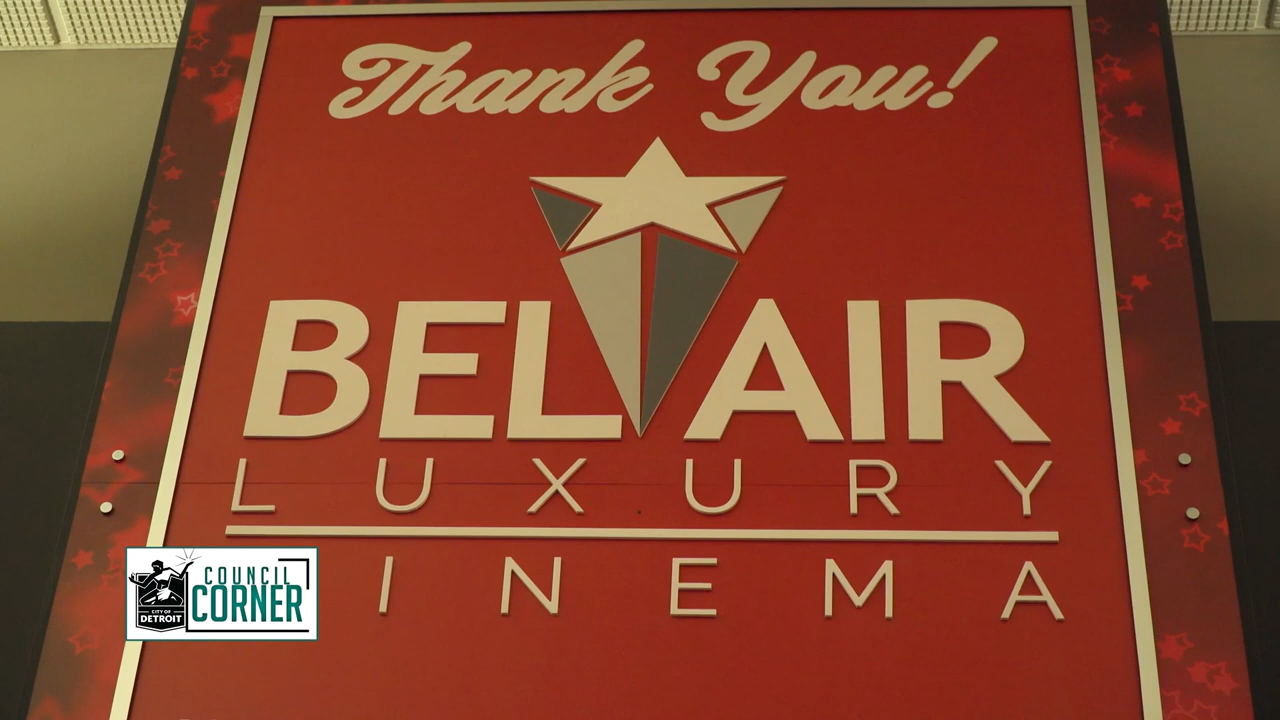 Thank You!
BEL AIR
LUXURY
INEMA
COUNCIL
CORNER
CITY OF
DETROIT